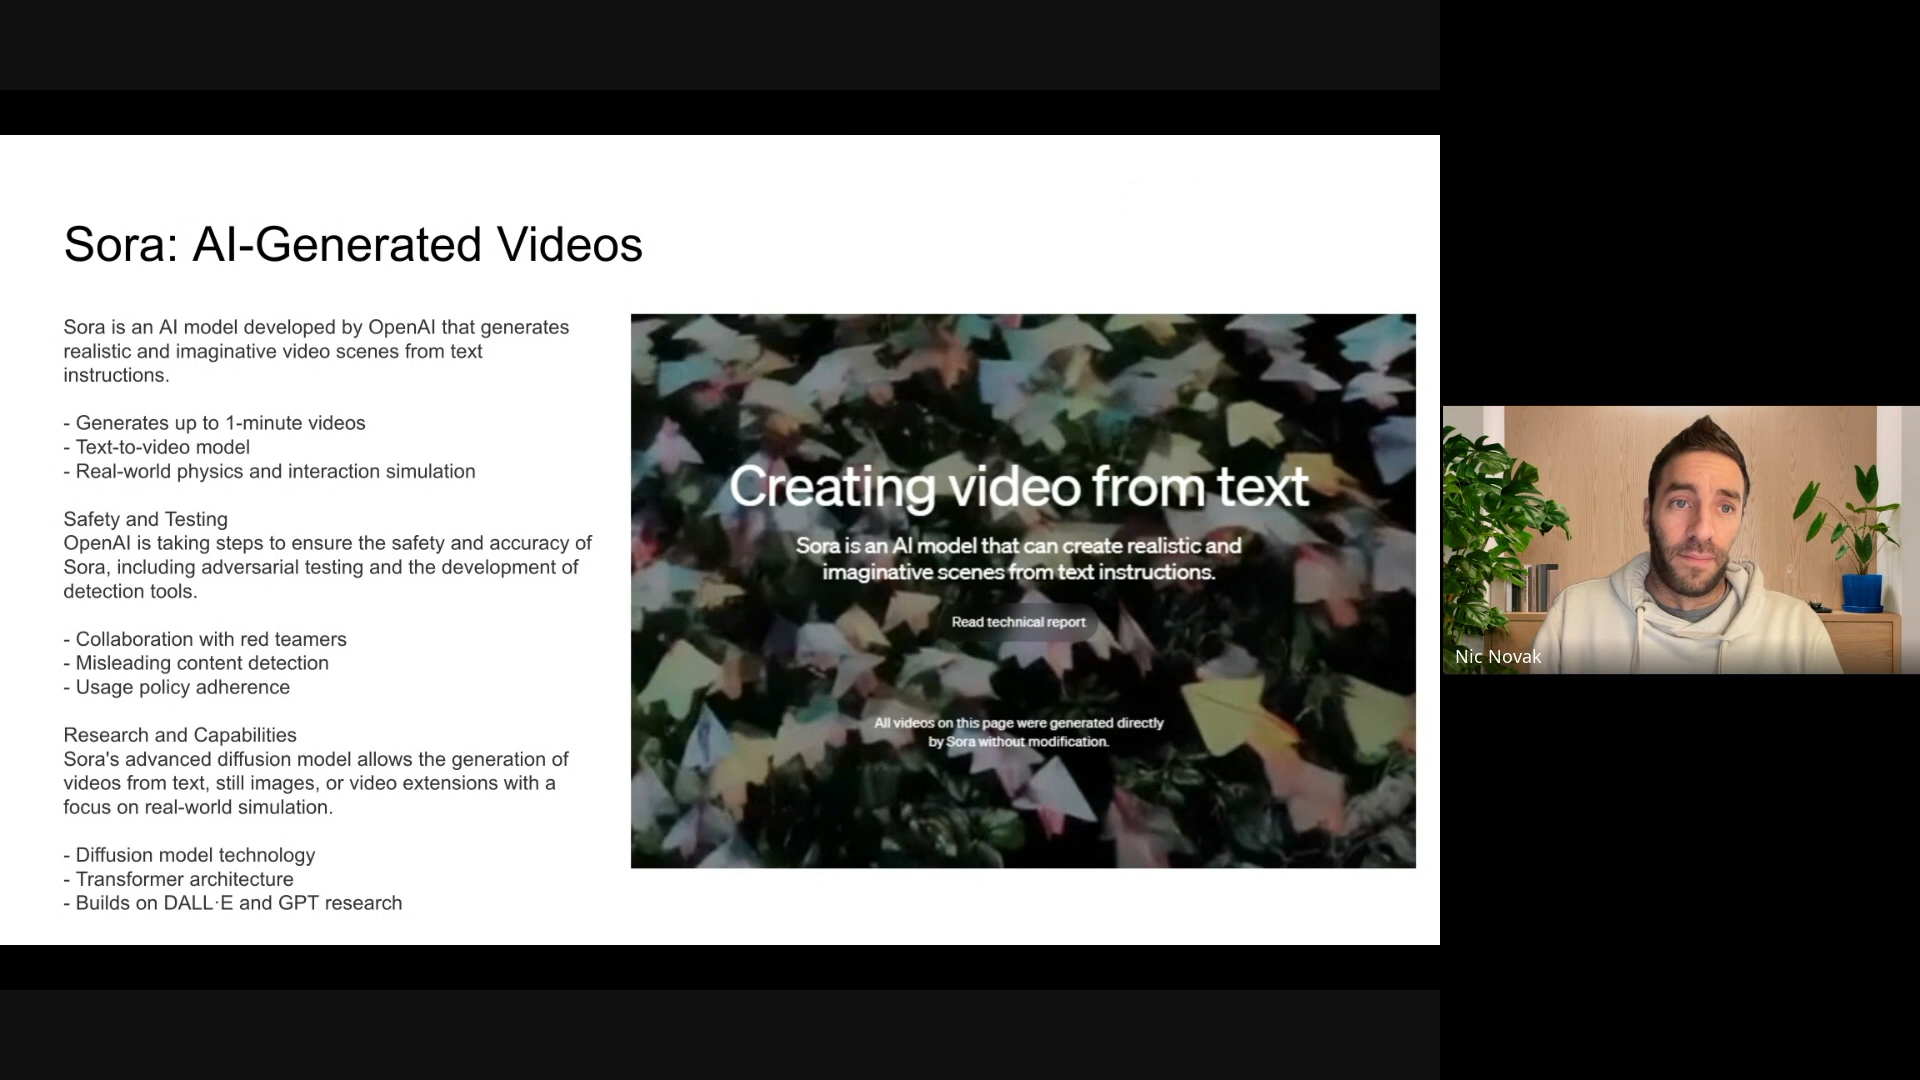 Sora: AI-Generated Videos
Sora is an AI model developed by OpenAI that generates
realistic and imaginative video scenes from text
instructions.
- Generates up to 1-minute videos
- Text-to-video model
- Real-world physics and interaction simulation
Safety and Testing
OpenAI is taking steps to ensure the safety and accuracy of
Sora, including adversarial testing and the development of
detection tools.
- Collaboration with red teamers
- Misleading content detection
- Usage policy adherence
Research and Capabilities
Sora's advanced diffusion model allows the generation of
videos from text, still images, or video extensions with a
focus on real-world simulation.
- Diffusion model technology
- Transformer architecture
- Builds on DALL·E and GPT research
Creating video from text
Sora is an AI model that can create realistic and
imaginative scenes from text instructions.
Read technical report
All videos on this page were generated directly
by Sora without modification.
Nic Novak